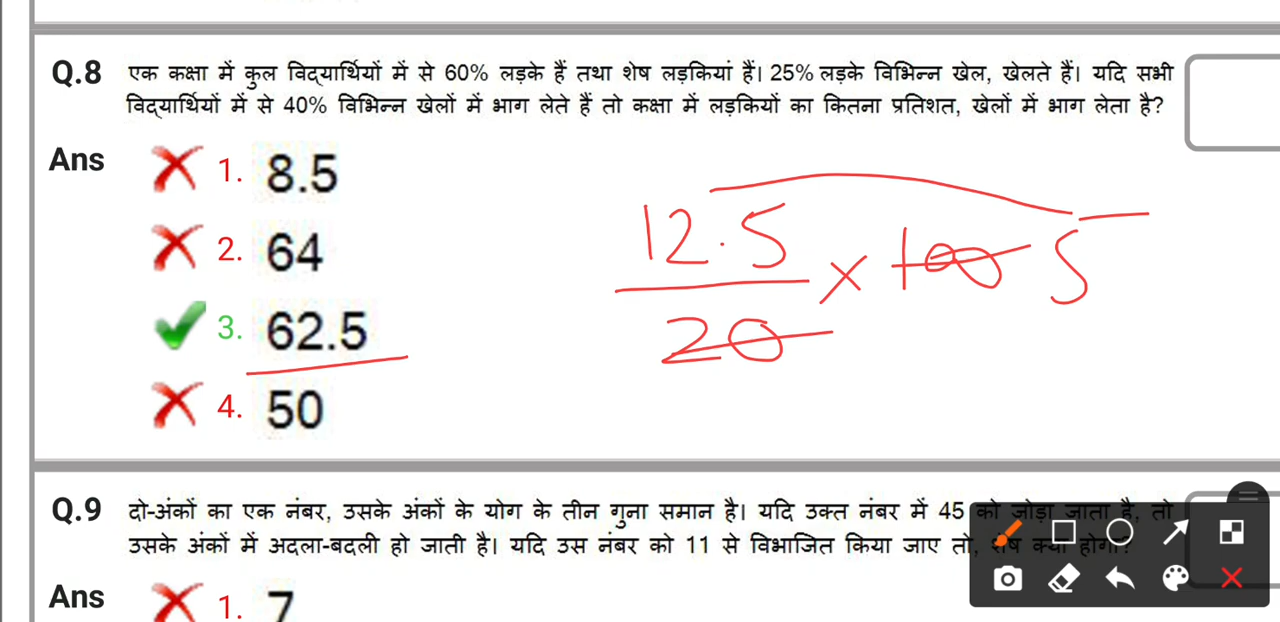 Q.8 एक कक्षा में कुल विद्यार्थियों में से 60% लड़के हैं तथा शेष लड़कियां हैं। 25% लड़के विभिन्न खेल, खेलते हैं। यदि सभी
विद्यार्थियों में से 40% विभिन्न खेलों में भाग लेते हैं तो कक्षा में लड़कियों का कितना प्रतिशत, खेलों में भाग लेता है?
Ans
1. 8.5
2. 64
3. 62.5
4. 50
12.5
× 100 5
20
Q.9 दो-अंकों का एक नंबर, उसके अंकों के योग के तीन गुना समान है। यदि उक्त नंबर में 45 को जोड़ा जाता है, तो
उसके अंकों में अदला-बदली हो जाती है। यदि उस नंबर को 11 से विभाजित किया जाए तो, शेष क्या होगा?
Ans
1. 7